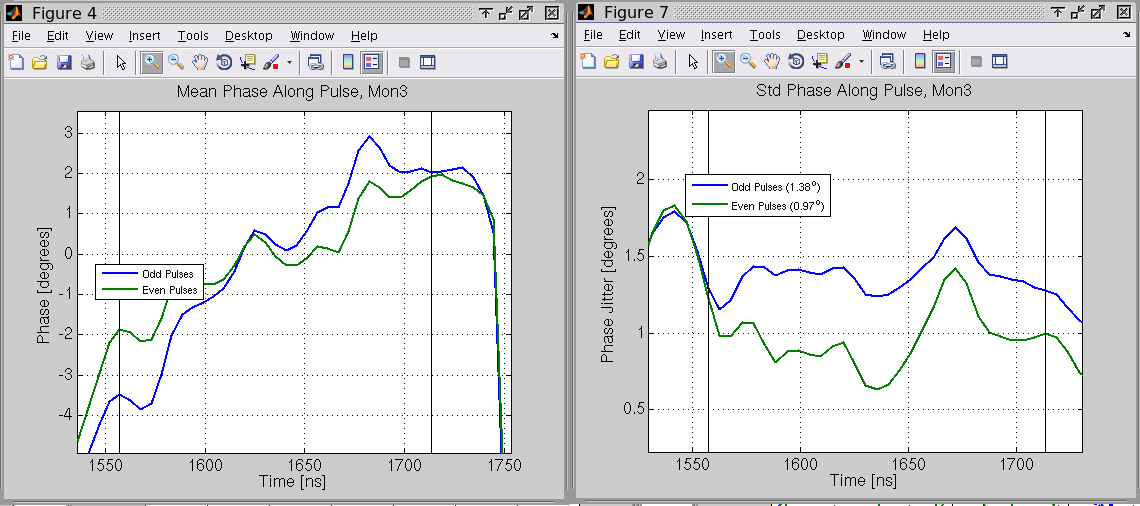 Figure 4
File Edit View Insert Tools Desktop Window Help
Mean Phase Along Pulse, Mon3
Phase [degrees]
3
2
1
0
-1
-2
-3
-4
Odd Pulses
Even Pulses
1550 1600 1650 1700 1750
Time [ns]
Figure 7
File Edit View Insert Tools Desktop Window Help
Std Phase Along Pulse, Mon3
Phase Jitter [degrees]
2
1.5
1
0.5
Odd Pulses (1.38°)
Even Pulses (0.97°)
1550 1600 1650 1700
Time [ns]